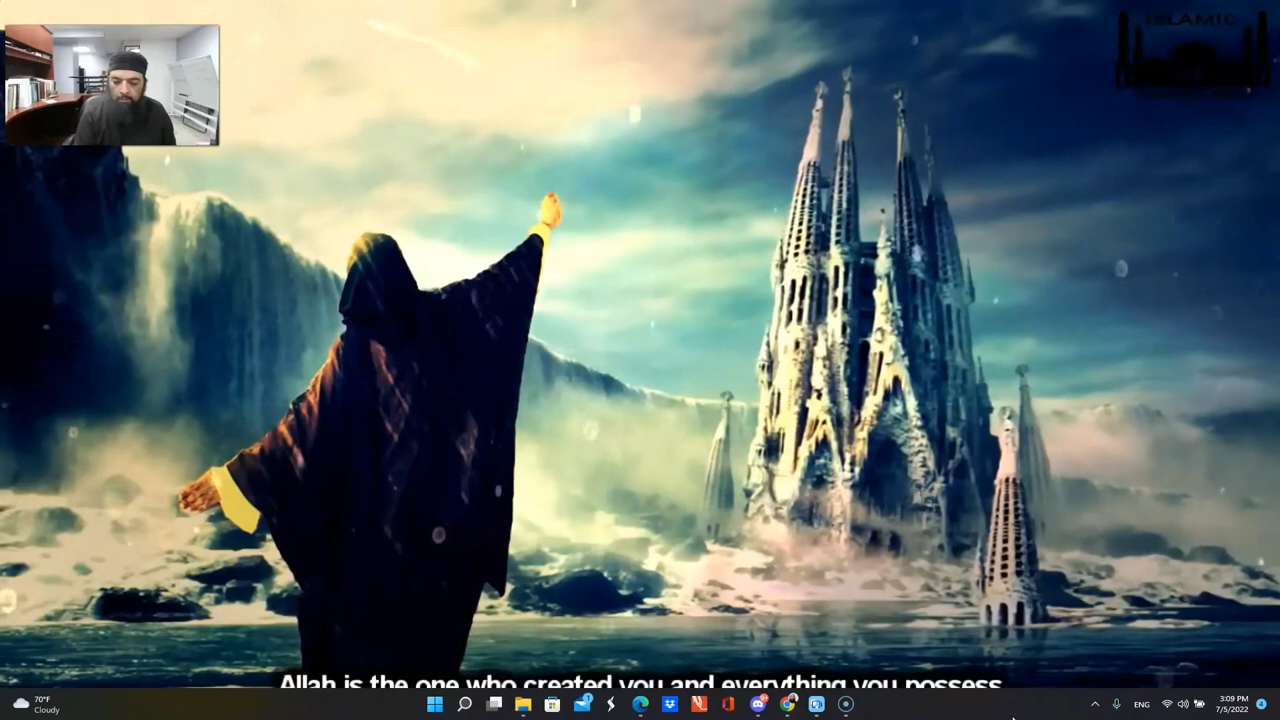 ISLAMIC
Allah is the one who created you and everything you possess
70°F
Cloudy
ENG
3:09 PM
7/5/2022